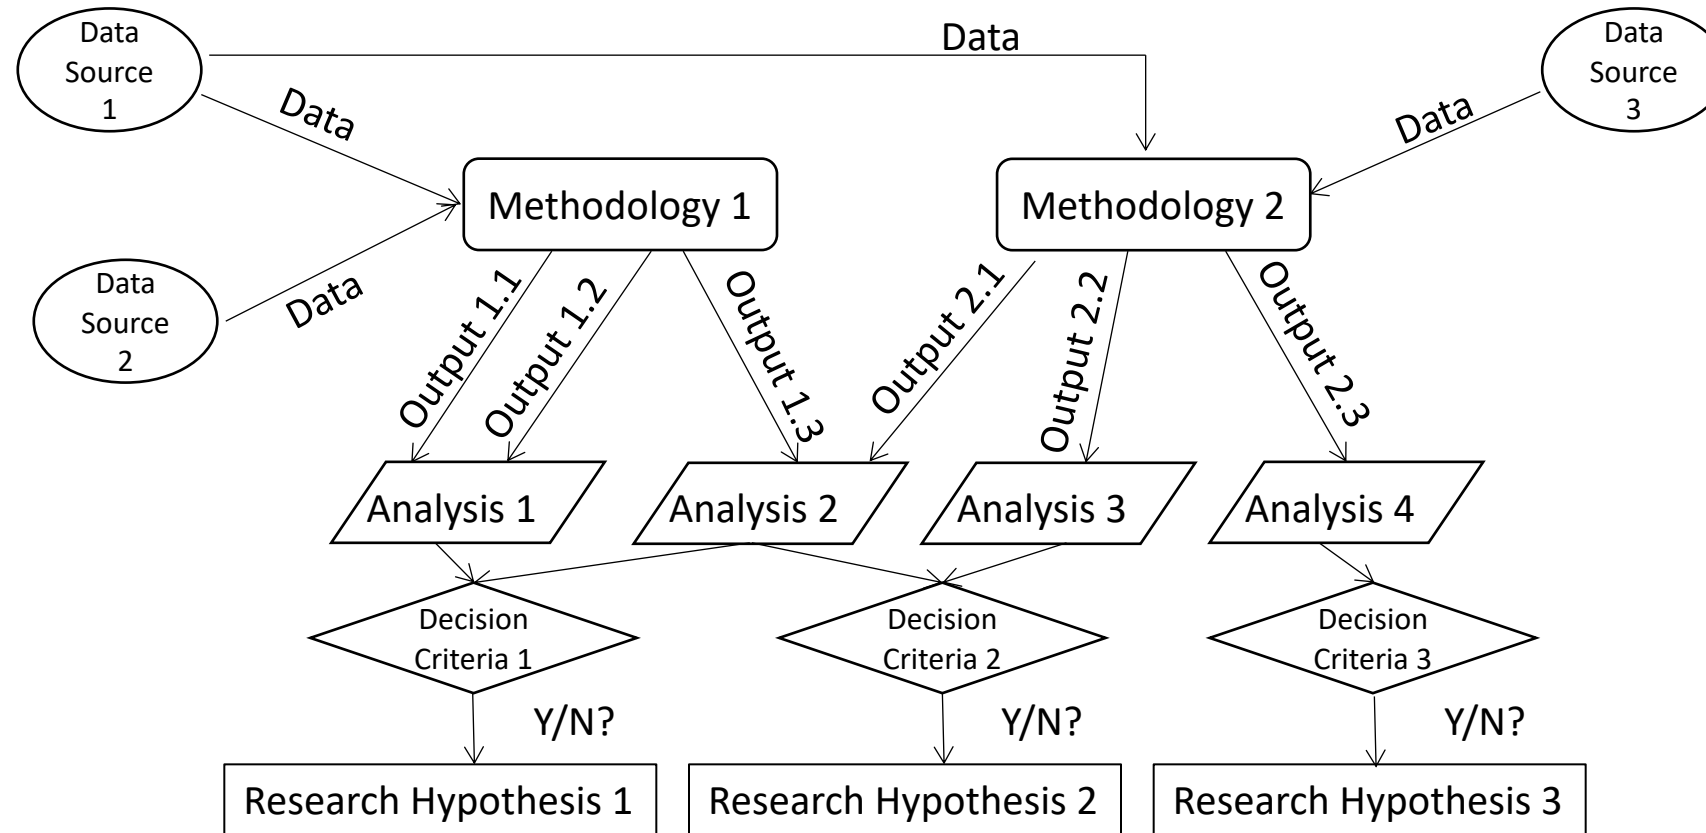 Data
Source
1
Data
Data
Source
3
Data
Data
Methodology 1
Methodology 2
Data
Source
2
Data
Output 1.1
Output 1.2
Output 1.3
Output 2.1
Output 2.2
Output 2.3
Analysis 1
Analysis 2
Analysis 3
Analysis 4
Decision
Criteria 1
Decision
Criteria 2
Decision
Criteria 3
Y/N?
Y/N?
Y/N?
Research Hypothesis 1
Research Hypothesis 2
Research Hypothesis 3